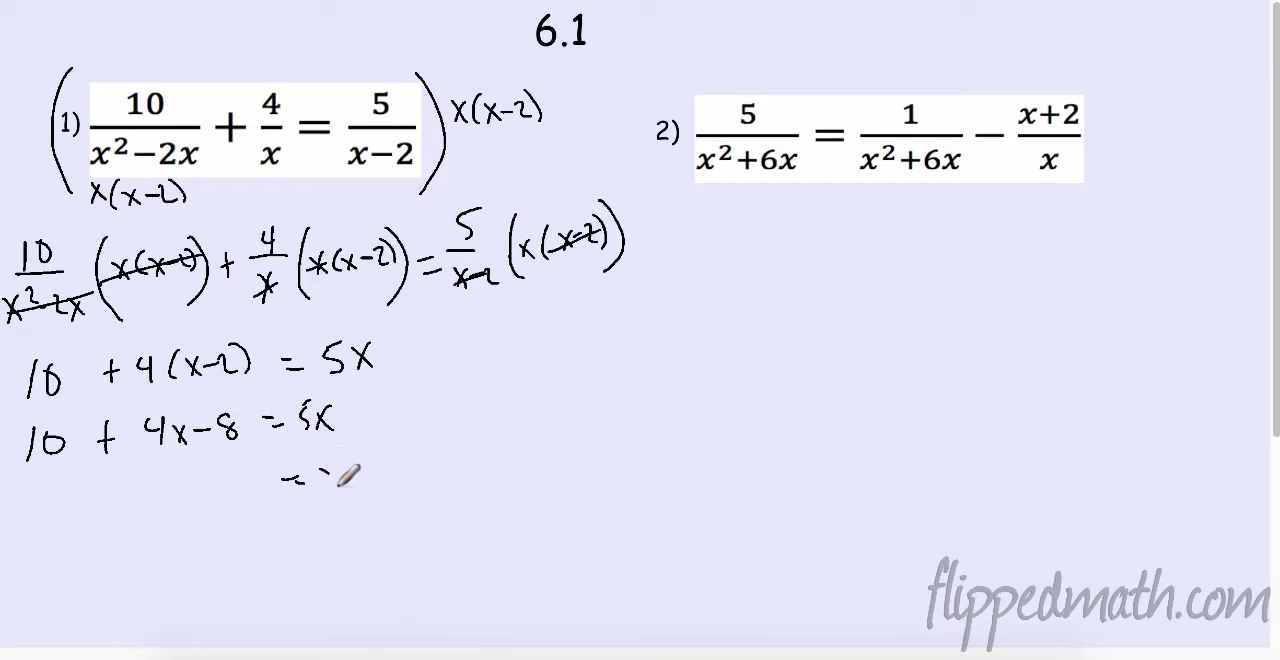 6.1
1) 10/(x²−2x) + 4/x = 5/(x−2) x(x−2)
x(x−2)
2) 5/(x²+6x) = 1/(x²+6x) − (x+2)/x
10/(x²−2x) (x(x−2)) + 4/x (x(x−2)) = 5/(x−2) (x(x−2))
10 + 4(x−2) = 5x
10 + 4x−8 = 5x
=
flippedmath.com